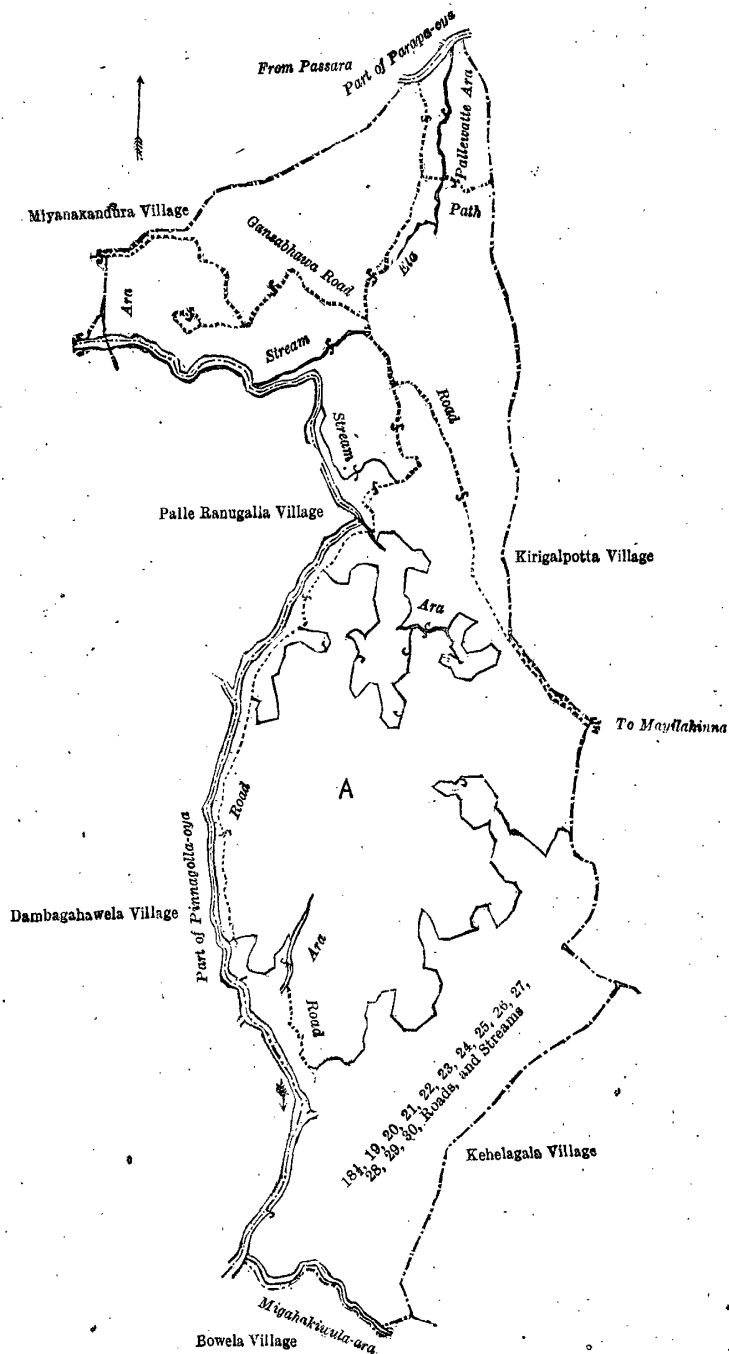 From Passara
Part of Parapa-oya
Pallewatte Ara
Miyanakandura Village
Path
Gansabhawa Road
Ela
Ara
Stream
Road
Stream
Palle Ranugalla Village
Kirigalpotta Village
Ara
To Mayilahinna
A
Road
Dambagahawela Village
Part of Pinnagolla-oya
Ara
Road
18½, 19, 20, 21, 22, 23, 24, 25, 26, 27,
28, 29, 30, Roads, and Streams
Kehelagala Village
Migahakiwula-ara
Bowela Village